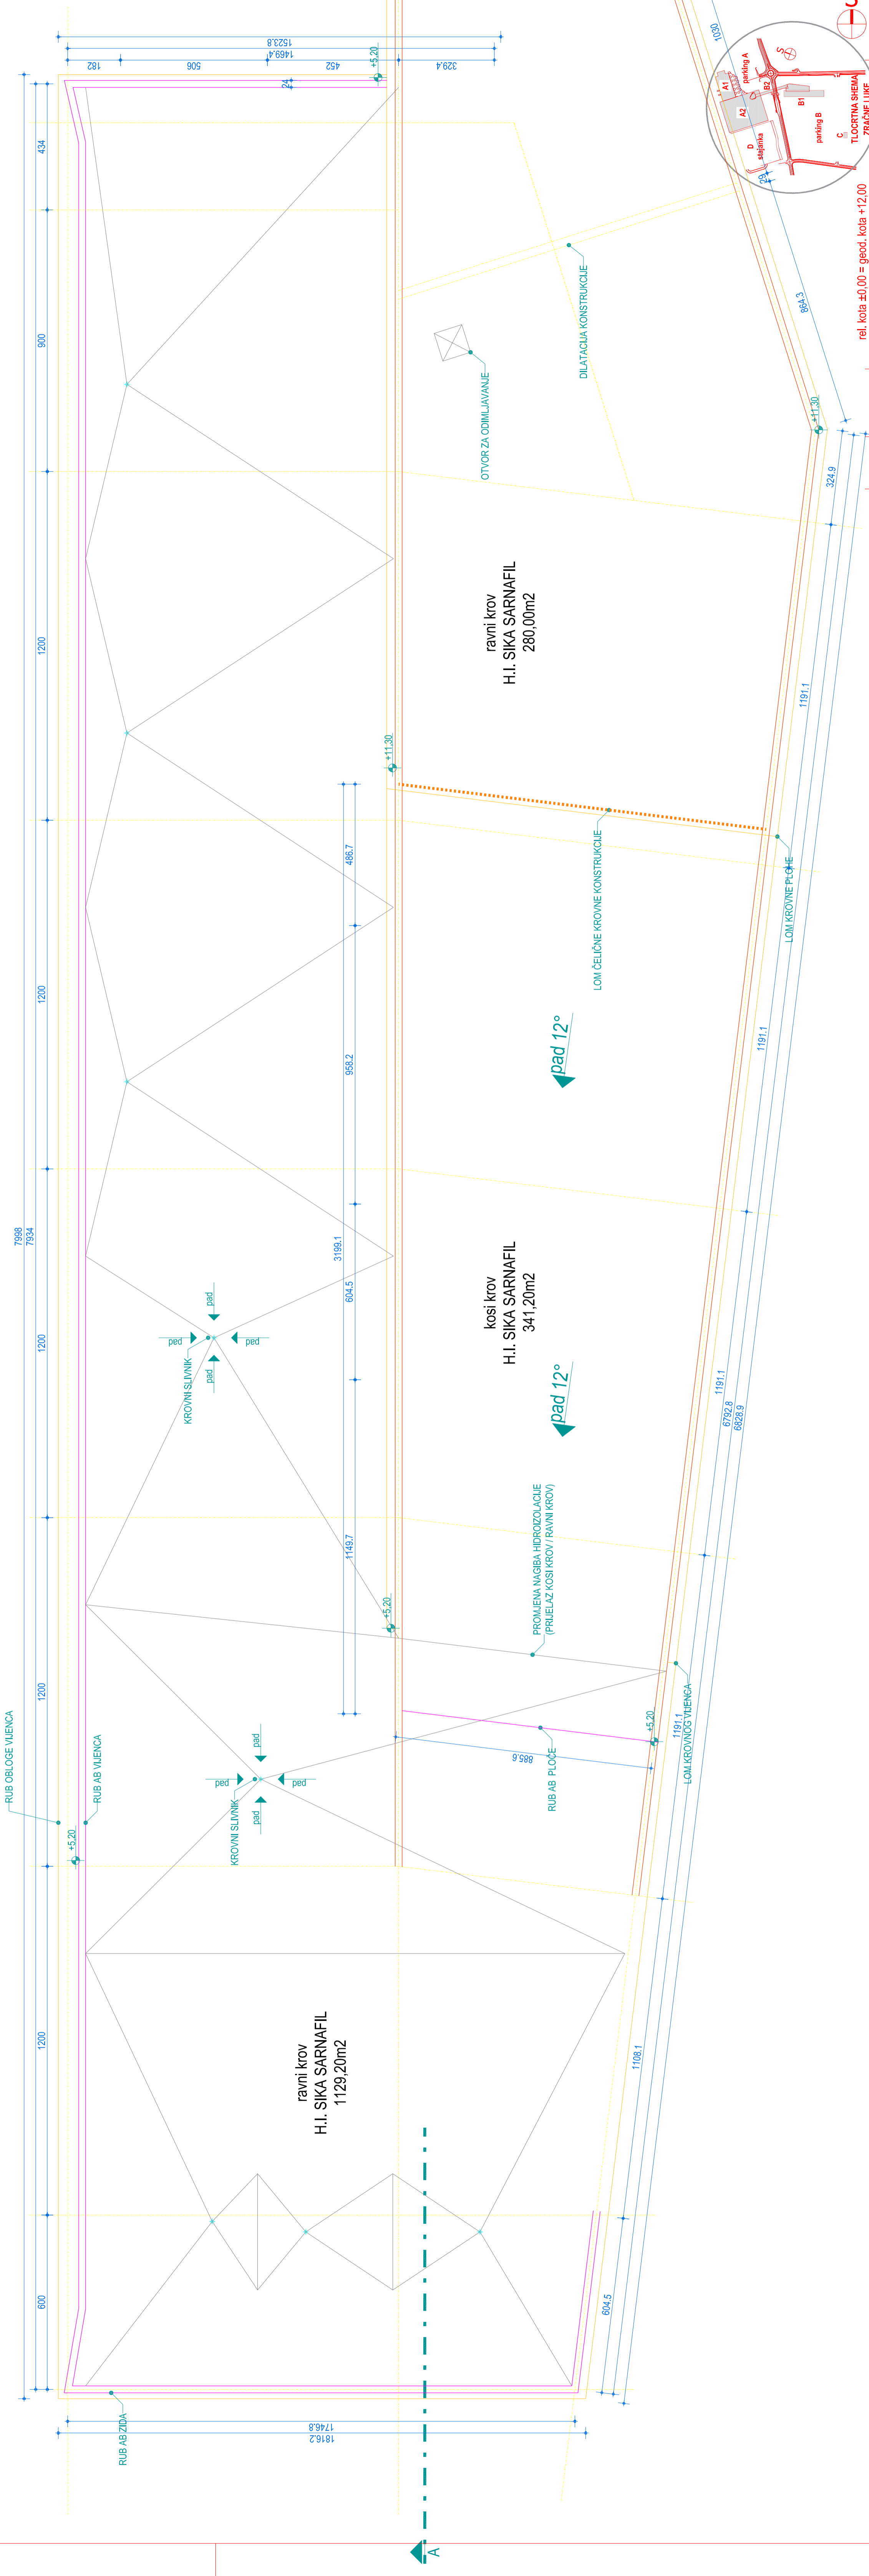 1523.8
1469.4
182
506
452
329.4
24
+5,20
434
900
1200
1200
1200
1200
1200
600
7998
7934
1030
29
864.3
S
A1
A2
parking A
B2
B1
parking B
C
D
stajanka
S
TLOCRTNA SHEMA
ZRAČNE LUKE
rel. kota ±0,00 = geod. kota +12,00
DILATACIJA KONSTRUKCIJE
OTVOR ZA ODIMLJAVANJE
+11,30
324.9
ravni krov
H.I. SIKA SARNAFIL
280,00m2
1191.1
+11,30
486.7
LOM ČELIČNE KROVNE KONSTRUKCIJE
LOM KROVNE PLOHE
pad 12°
1191.1
958.2
3199.1
604.5
1149.7
kosi krov
H.I. SIKA SARNAFIL
341,20m2
pad 12°
KROVNI SLIVNIK
pad
pad
pad
pad
1191.1
6792.8
6828.9
PROMJENA NAGIBA HIDROIZOLACIJE
(PRIJELAZ KOSI KROV / RAVNI KROV)
+5,20
+5,20
1191.1
LOM KROVNOG VIJENCA
885.6
RUB AB PLOČE
RUB OBLOGE VIJENCA
RUB AB VIJENCA
+5,20
KROVNI SLIVNIK
pad
pad
pad
pad
ravni krov
H.I. SIKA SARNAFIL
1129,20m2
1108.1
604.5
RUB AB ZIDA
1746.8
1816.2
A